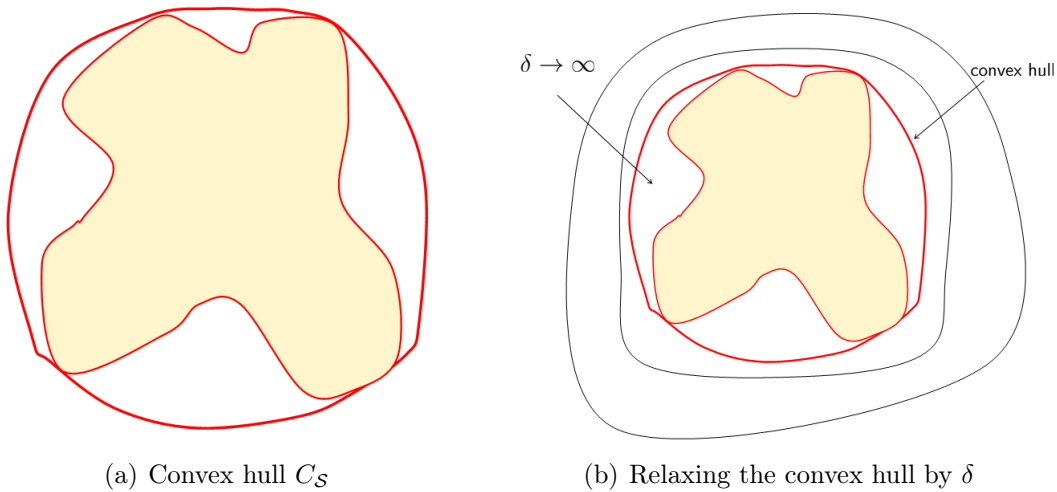 δ → ∞
convex hull
(a) Convex hull C_𝒮
(b) Relaxing the convex hull by δ